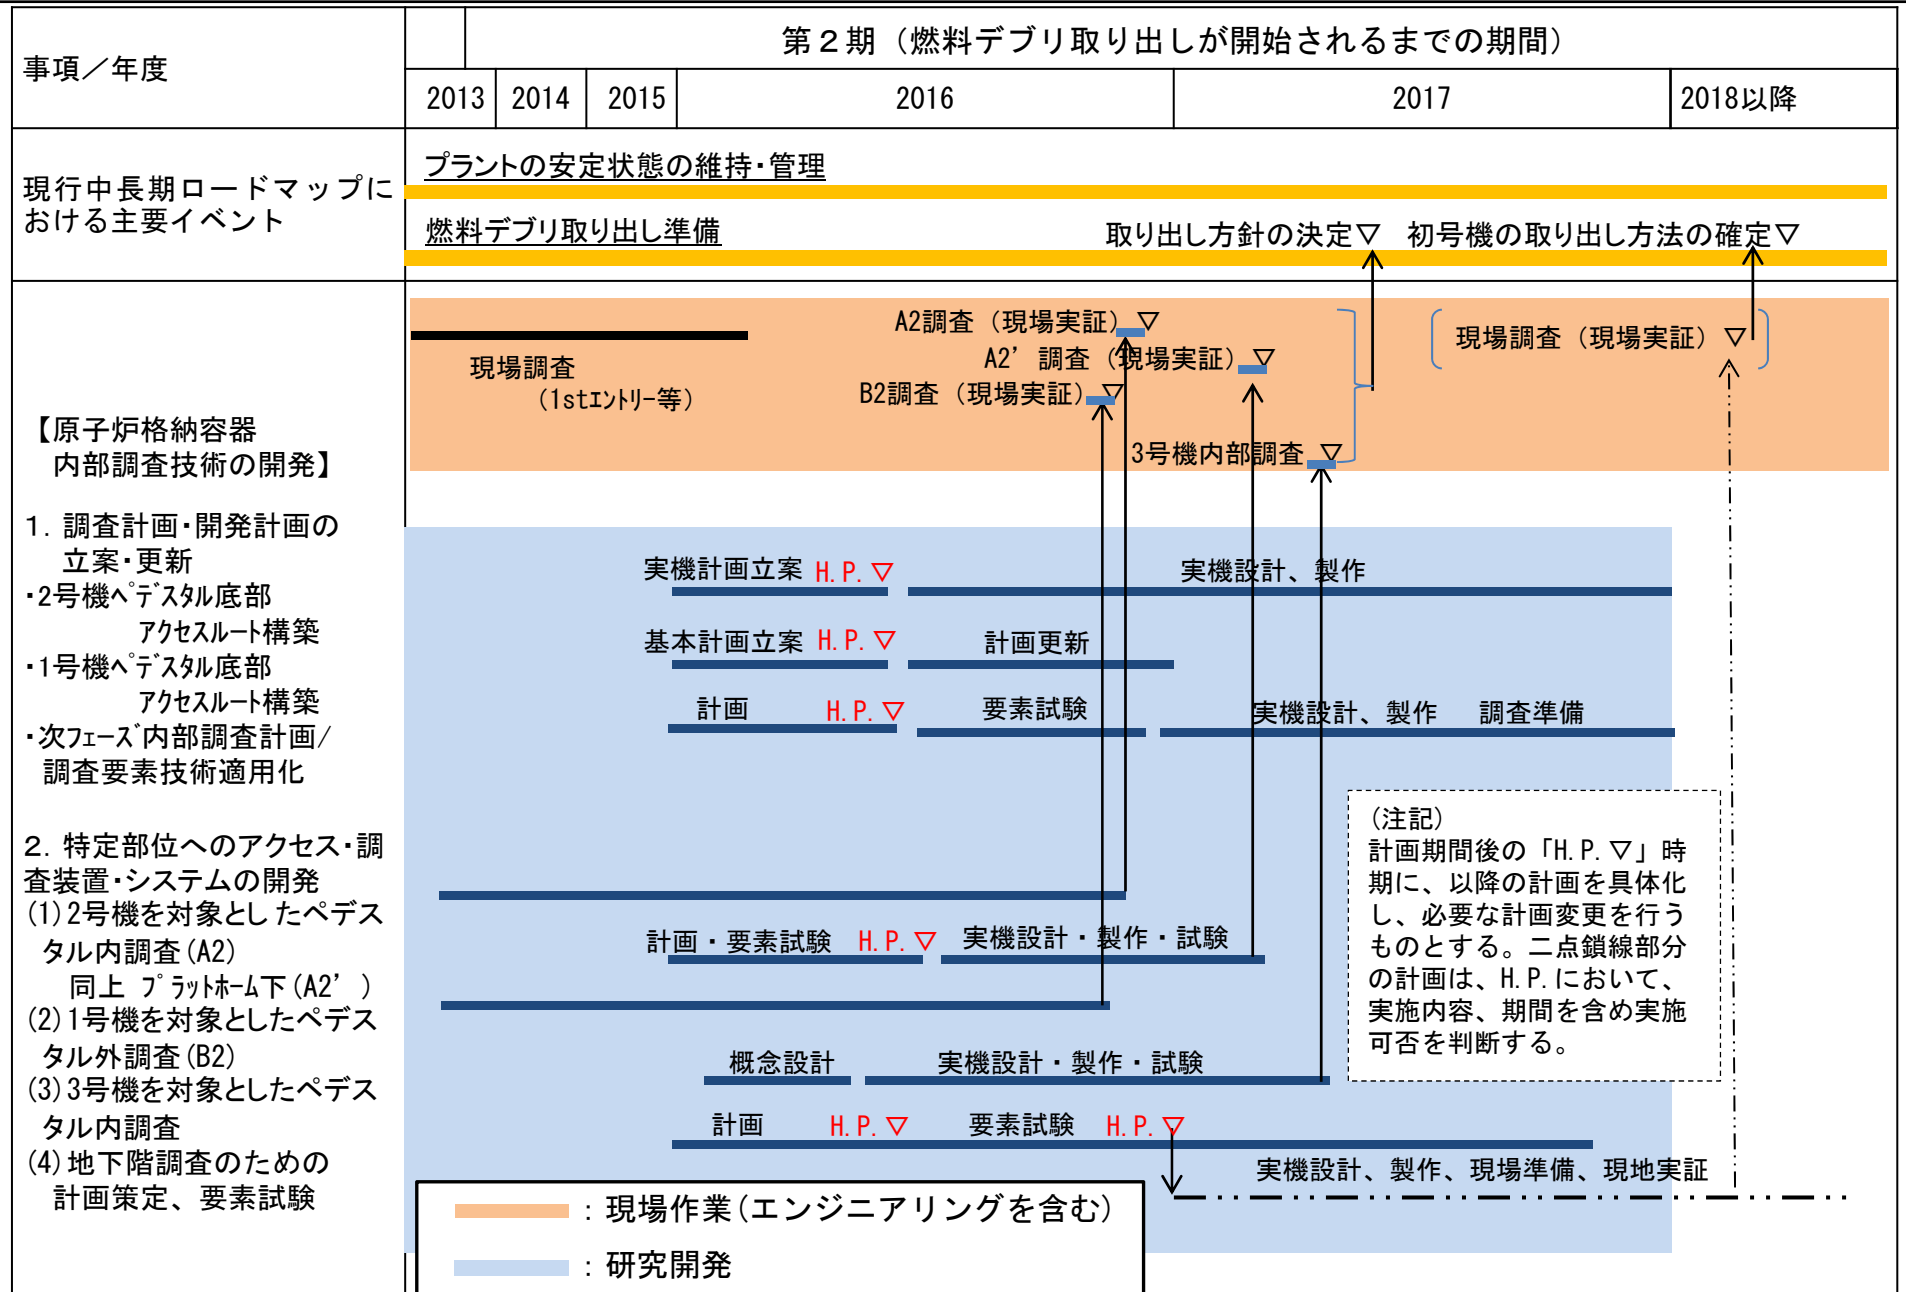 事項／年度
第２期（燃料デブリ取り出しが開始されるまでの期間）
2013
2014
2015
2016
2017
2018以降
現行中長期ロードマップに
おける主要イベント
プラントの安定状態の維持・管理
燃料デブリ取り出し準備
取り出し方針の決定▽
初号機の取り出し方法の確定▽
【原子炉格納容器
内部調査技術の開発】
現場調査
（1stｴﾝﾄﾘｰ等）
A2調査（現場実証）▽
A2’調査（現場実証）▽
B2調査（現場実証）▽
3号機内部調査 ▽
現場調査（現場実証）▽
１．調査計画・開発計画の
立案・更新
・2号機ﾍﾟﾃﾞｽﾀﾙ底部
ｱｸｾｽﾙｰﾄ構築
・1号機ﾍﾟﾃﾞｽﾀﾙ底部
ｱｸｾｽﾙｰﾄ構築
・次ﾌｪｰｽﾞ内部調査計画/
調査要素技術適用化
実機計画立案 H.P.▽
実機設計、製作
基本計画立案 H.P.▽
計画更新
計画 H.P.▽
要素試験
実機設計、製作 調査準備
２．特定部位へのアクセス・調
査装置・システムの開発
(1)2号機を対象としたペデス
タル内調査(A2)
同上 ﾌﾟﾗｯﾄﾎｰﾑ下(A2’)
(2)1号機を対象としたペデス
タル外調査(B2)
(3)3号機を対象としたペデス
タル内調査
(4)地下階調査のための
計画策定、要素試験
計画・要素試験 H.P.▽
実機設計・製作・試験
概念設計
実機設計・製作・試験
計画 H.P.▽
要素試験 H.P.▽
実機設計、製作、現場準備、現地実証
（注記）
計画期間後の「H.P.▽」時
期に、以降の計画を具体化
し、必要な計画変更を行う
ものとする。二点鎖線部分
の計画は、H.P.において、
実施内容、期間を含め実施
可否を判断する。
：現場作業(エンジニアリングを含む)
：研究開発